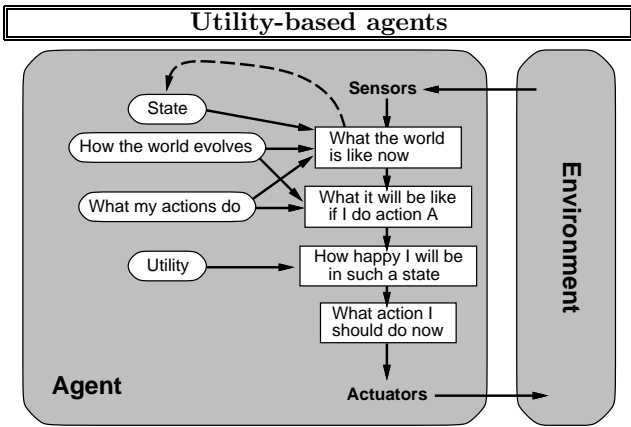 Utility-based agents
Sensors
State
How the world evolves
What the world
is like now
What my actions do
What it will be like
if I do action A
Utility
How happy I will be
in such a state
What action I
should do now
Agent
Actuators
Environment